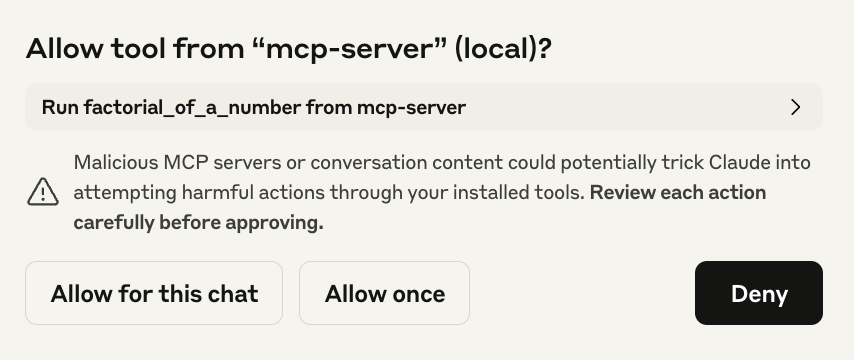 Allow tool from “mcp-server” (local)?
Run factorial_of_a_number from mcp-server
Malicious MCP servers or conversation content could potentially trick Claude into
attempting harmful actions through your installed tools. Review each action
carefully before approving.
Allow for this chat
Allow once
Deny